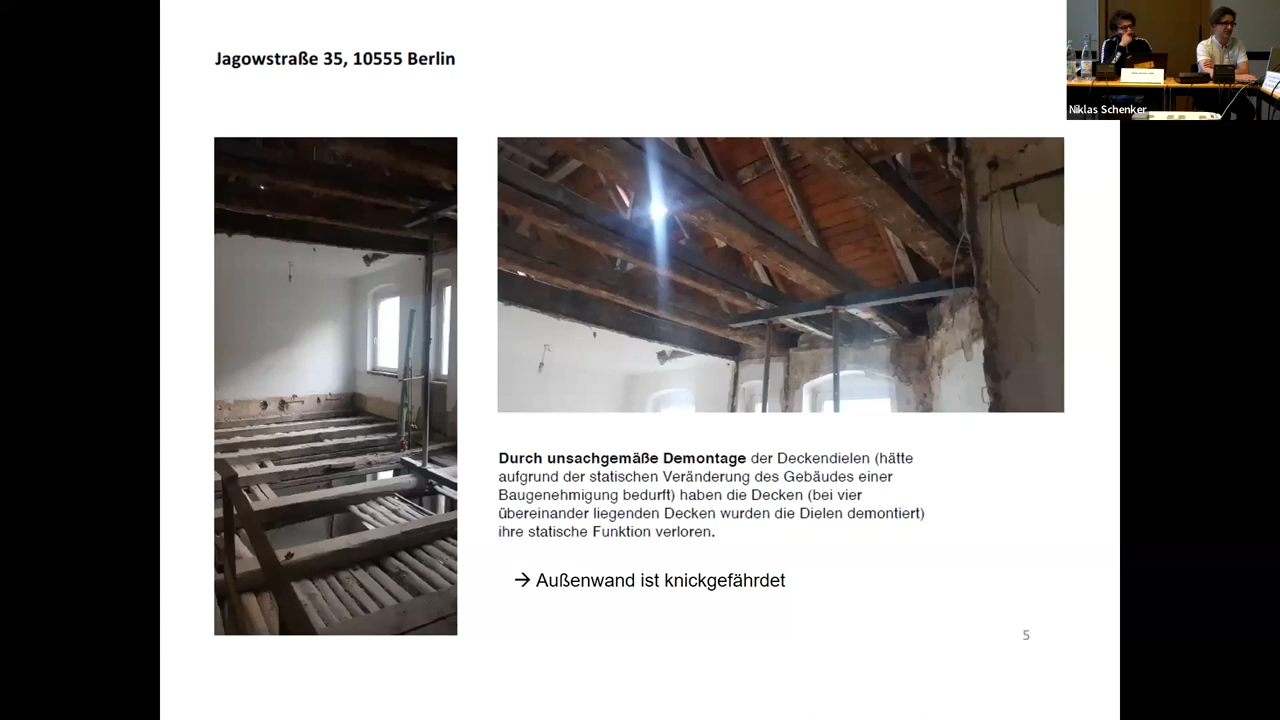 Jagowstraße 35, 10555 Berlin
Niklas Schenker
Durch unsachgemäße Demontage der Deckendielen (hätte
aufgrund der statischen Veränderung des Gebäudes einer
Baugenehmigung bedurft) haben die Decken (bei vier
übereinander liegenden Decken wurden die Dielen demontiert)
ihre statische Funktion verloren.
→ Außenwand ist knickgefährdet
5